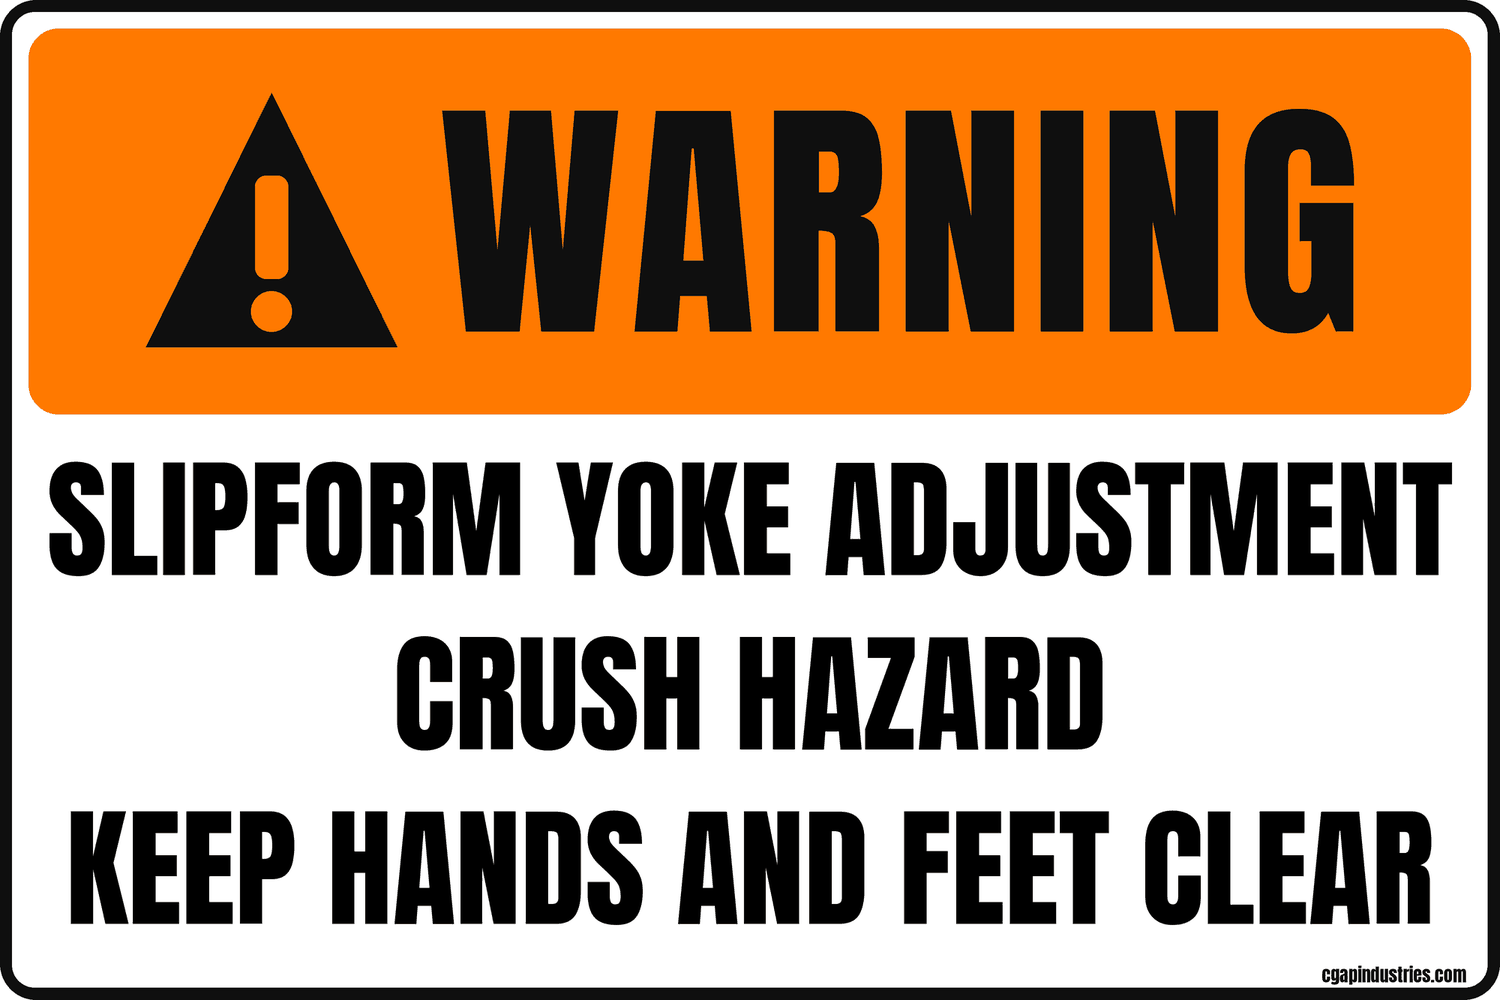 WARNING
SLIPFORM YOKE ADJUSTMENT
CRUSH HAZARD
KEEP HANDS AND FEET CLEAR
cgapindustries.com